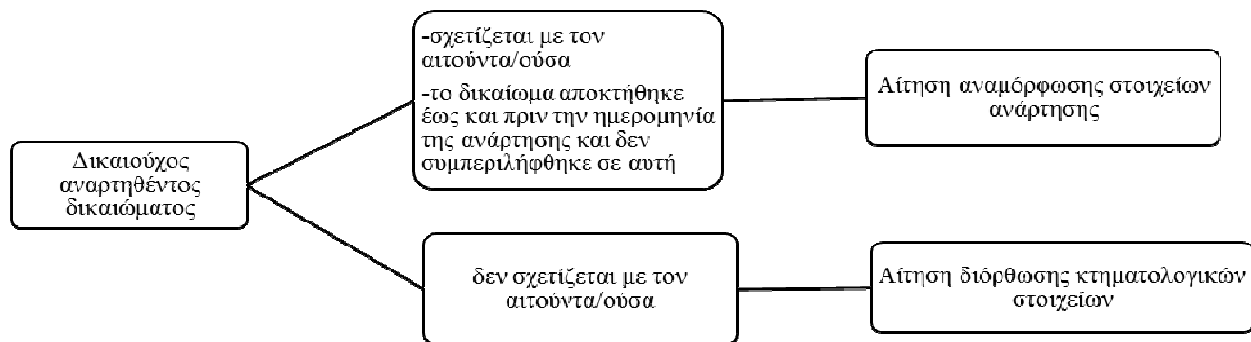 Δικαιούχος
αναρτηθέντος
δικαιώματος
-σχετίζεται με τον
αιτούντα/ούσα
-το δικαίωμα αποκτήθηκε
έως και πριν την ημερομηνία
της ανάρτησης και δεν
συμπεριλήφθηκε σε αυτή
Αίτηση αναμόρφωσης στοιχείων
ανάρτησης
δεν σχετίζεται με τον
αιτούντα/ούσα
Αίτηση διόρθωσης κτηματολογικών
στοιχείων